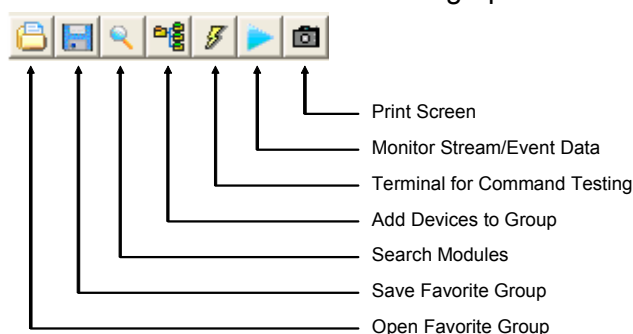 Print Screen
Monitor Stream/Event Data
Terminal for Command Testing
Add Devices to Group
Search Modules
Save Favorite Group
Open Favorite Group